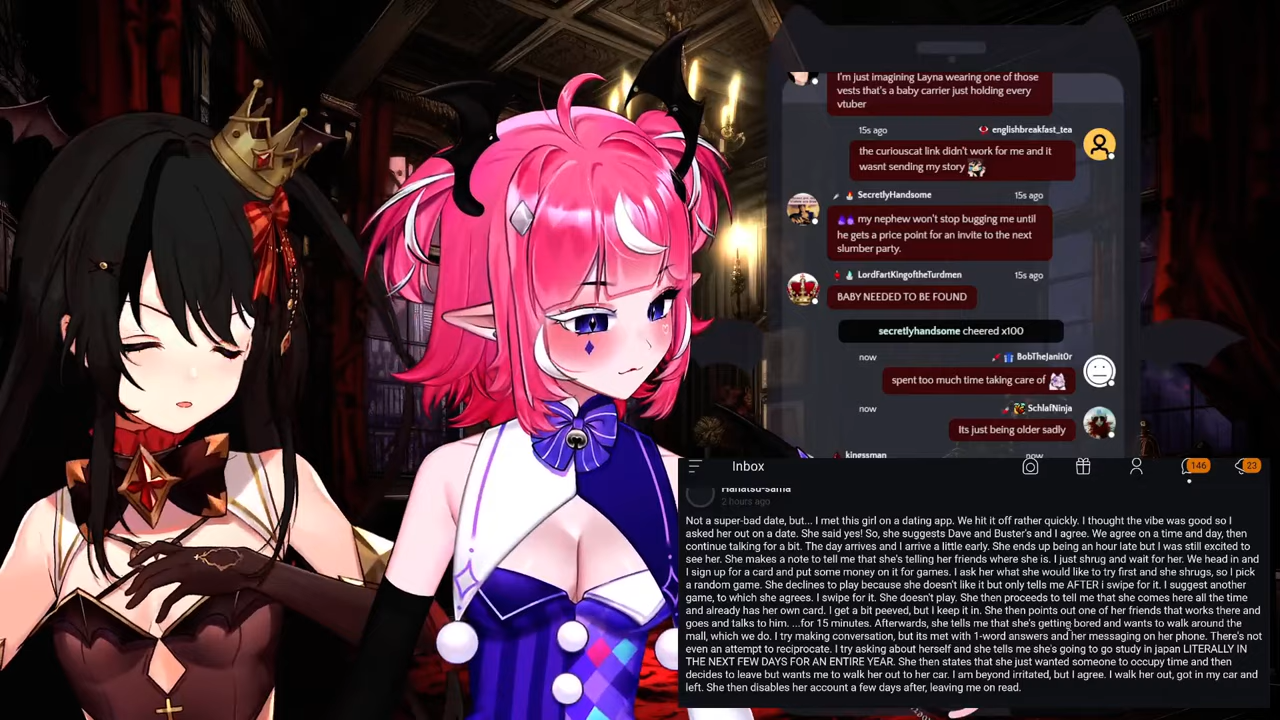 I'm just imagining Layna wearing one of those
vests that's a baby carrier just holding every
vtuber
15s ago
englishbreakfast_tea
the curiouscat link didn't work for me and it
wasnt sending my story
SecretlyHandsome
15s ago
my nephew won't stop bugging me until
he gets a price point for an invite to the next
slumber party.
LordFartKingoftheTurdmen
15s ago
BABY NEEDED TO BE FOUND
secretlyhandsome cheered x100
now
BobTheJanit0r
spent too much time taking care of
now
SchlafNinja
Its just being older sadly
kingssman
now
Inbox
146
23
Hanatsu-sama
2 hours ago
Not a super-bad date, but... I met this girl on a dating app. We hit it off rather quickly. I thought the vibe was good so I
asked her out on a date. She said yes! So, she suggests Dave and Buster's and I agree. We agree on a time and day, then
continue talking for a bit. The day arrives and I arrive a little early. She ends up being an hour late but I was still excited to
see her. She makes a note to tell me that she's telling her friends where she is. I just shrug and wait for her. We head in and
I sign up for a card and put some money on it for games. I ask her what she would like to try first and she shrugs, so I pick
a random game. She declines to play because she doesn't like it but only tells me AFTER i swipe for it. I suggest another
game, to which she agrees. I swipe for it. She doesn't play. She then proceeds to tell me that she comes here all the time
and already has her own card. I get a bit peeved, but I keep it in. She then points out one of her friends that works there and
goes and talks to him. ...for 15 minutes. Afterwards, she tells me that she's getting bored and wants to walk around the
mall, which we do. I try making conversation, but its met with 1-word answers and her messaging on her phone. There's not
even an attempt to reciprocate. I try asking about herself and she tells me she's going to go study in japan LITERALLY IN
THE NEXT FEW DAYS FOR AN ENTIRE YEAR. She then states that she just wanted someone to occupy time and then
decides to leave but wants me to walk her out to her car. I am beyond irritated, but I agree. I walk her out, got in my car and
left. She then disables her account a few days after, leaving me on read.